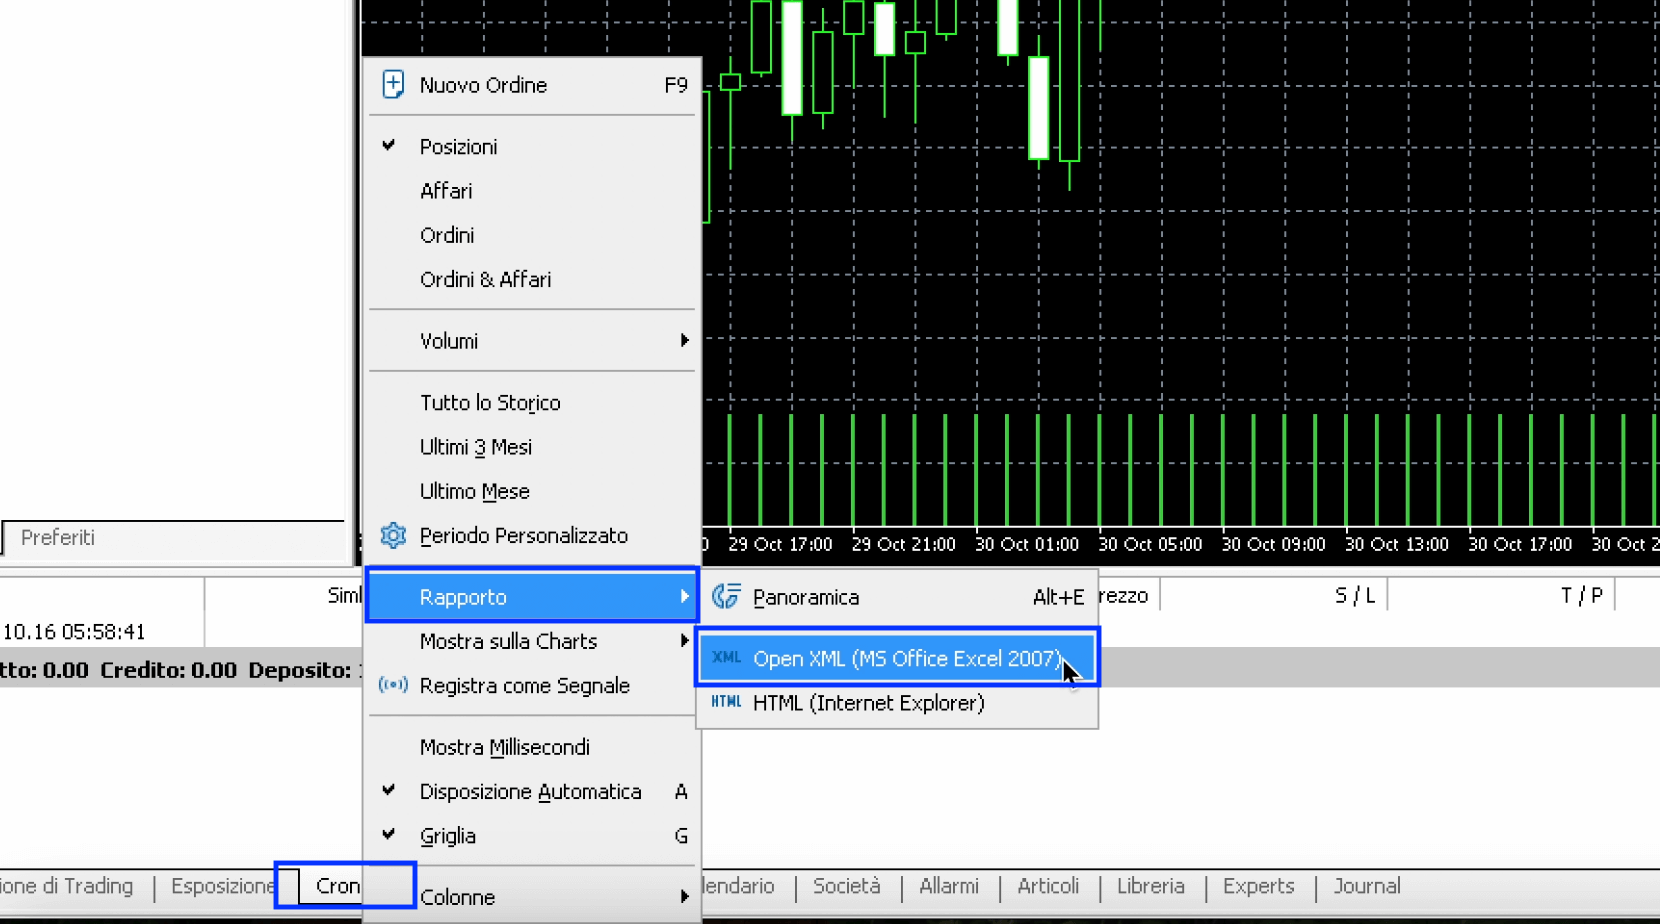 Nuovo Ordine F9
Posizioni
Affari
Ordini
Ordini & Affari
Volumi
Tutto lo Storico
Ultimi 3 Mesi
Ultimo Mese
Periodo Personalizzato
Preferiti
29 Oct 17:00 29 Oct 21:00 30 Oct 01:00 30 Oct 05:00 30 Oct 09:00 30 Oct 13:00 30 Oct 17:00 30 Oct 2
Siml Rapporto Panoramica Alt+E rezzo S / L T / P
10.16 05:58:41 Mostra sulla Charts
XML Open XML (MS Office Excel 2007)
tto: 0.00 Credito: 0.00 Deposito: Registra come Segnale
HTML HTML (Internet Explorer)
Mostra Millisecondi
Disposizione Automatica A
Griglia G
ione di Trading Esposizione Cron Colonne lendario Società Allarmi Articoli Libreria Experts Journal